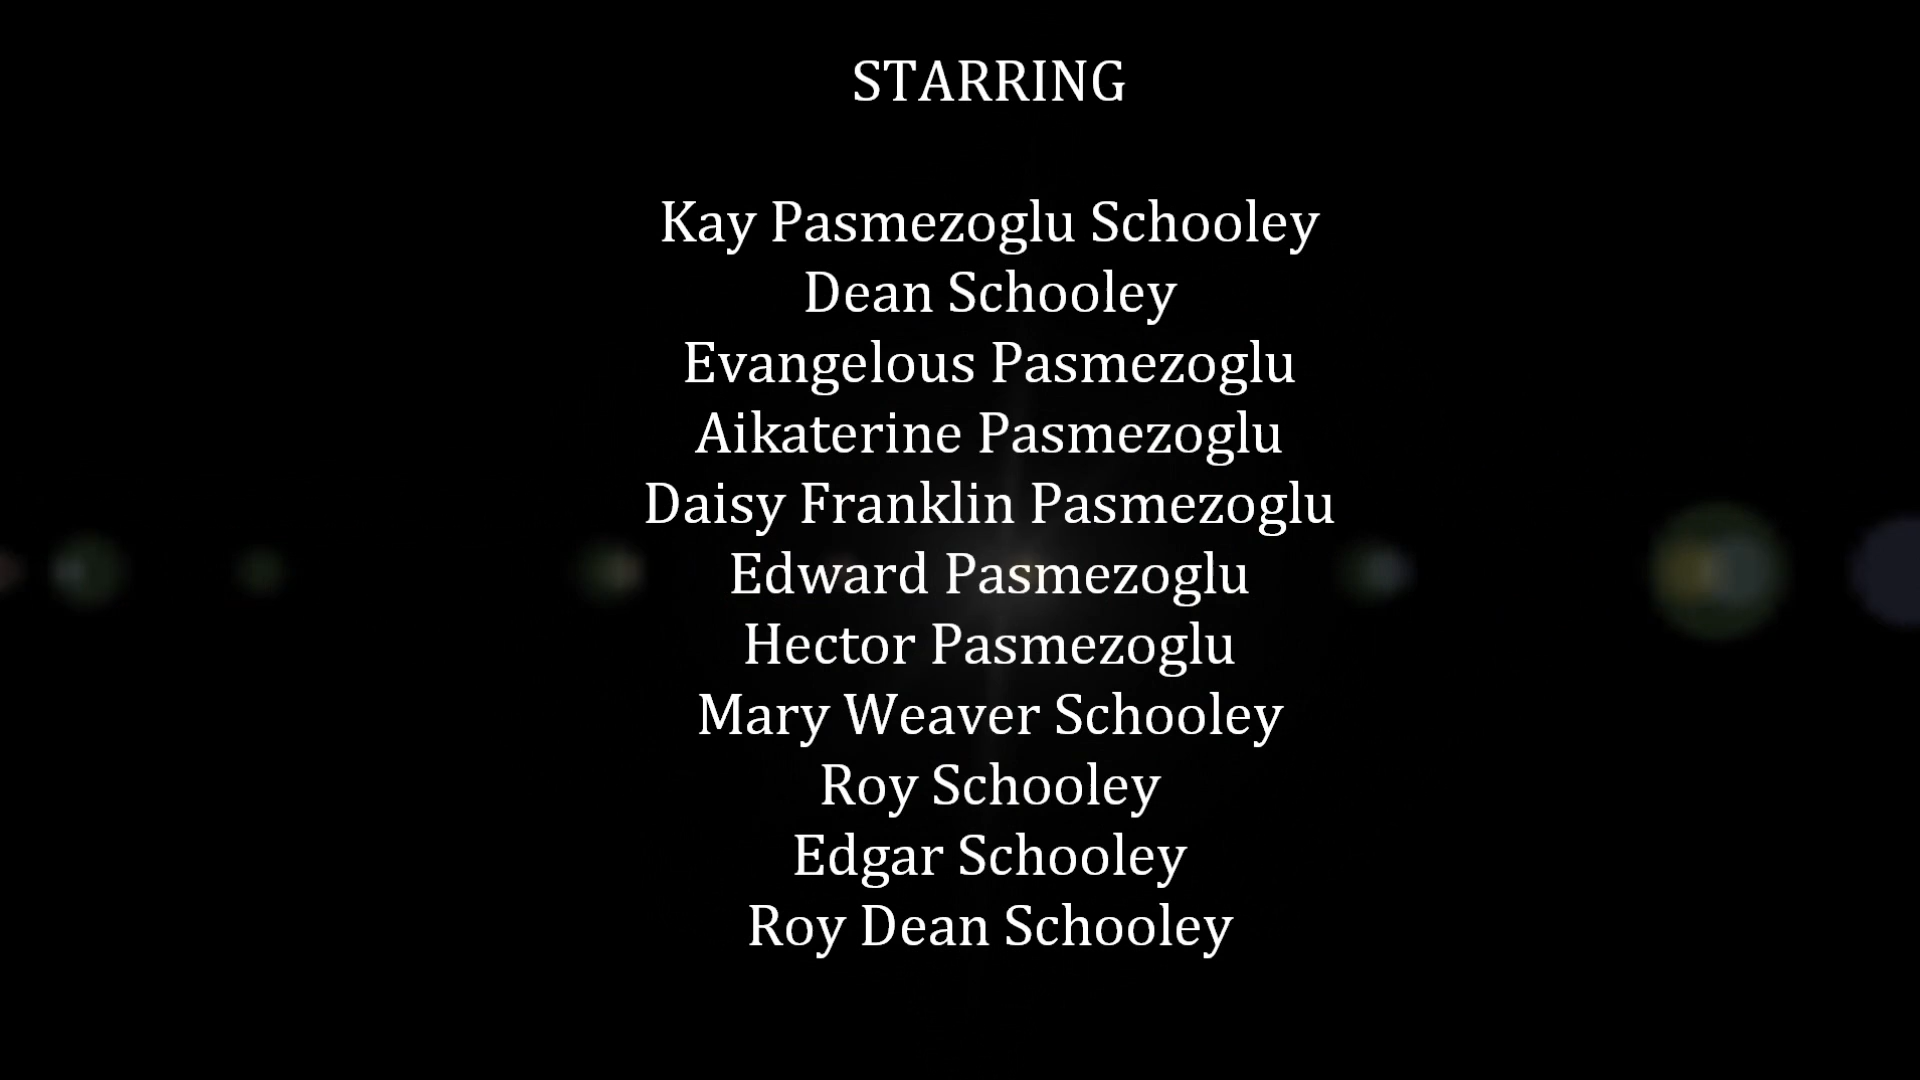 STARRING
Kay Pasmezoglu Schooley
Dean Schooley
Evangelous Pasmezoglu
Aikaterine Pasmezoglu
Daisy Franklin Pasmezoglu
Edward Pasmezoglu
Hector Pasmezoglu
Mary Weaver Schooley
Roy Schooley
Edgar Schooley
Roy Dean Schooley